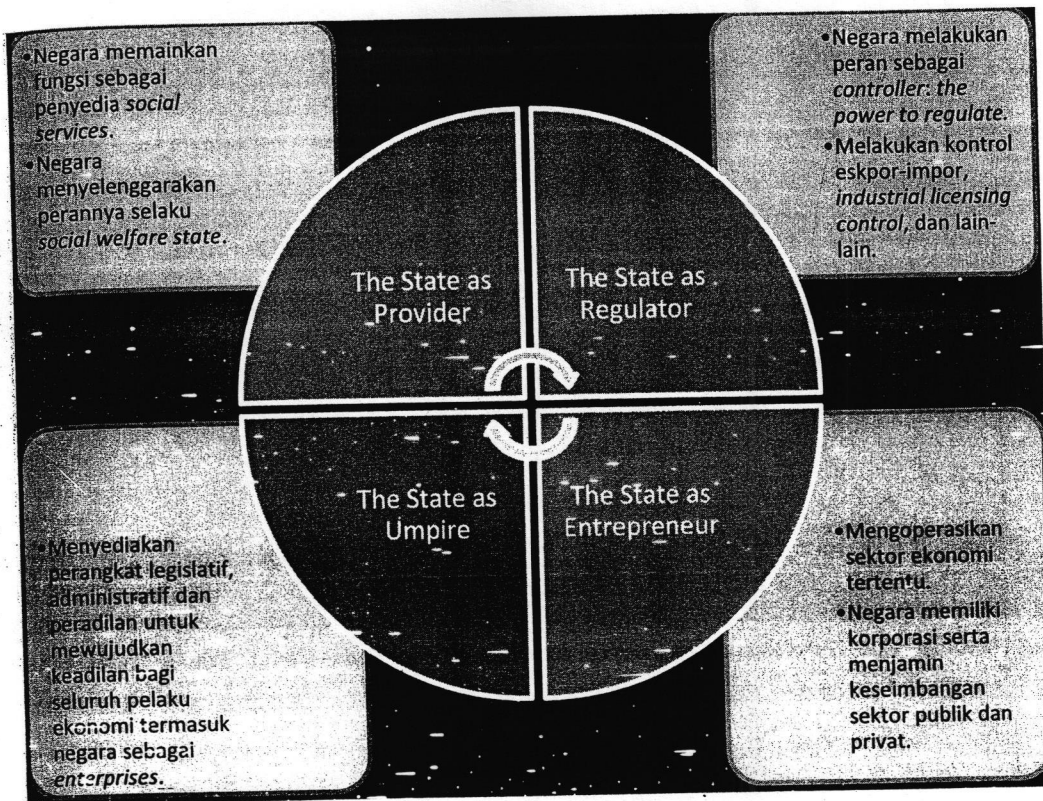 •Negara memainkan
fungsi sebagai
penyedia social
services.
•Negara
menyelenggarakan
perannya selaku
social welfare state.
•Negara melakukan
peran sebagai
controller: the
power to regulate.
•Melakukan kontrol
eskpor-impor,
industrial licensing
control, dan lain-
lain.
The State as
Provider
The State as
Regulator
The State as
Umpire
The State as
Entrepreneur
•Menyediakan
perangkat legislatif,
administratif dan
peradilan untuk
mewujudkan
keadilan bagi
seluruh pelaku
ekonomi termasuk
negara sebagai
enterprises.
•Mengoperasikan
sektor ekonomi
tertentu.
•Negara memiliki
korporasi serta
menjamin
keseimbangan
sektor publik dan
privat.